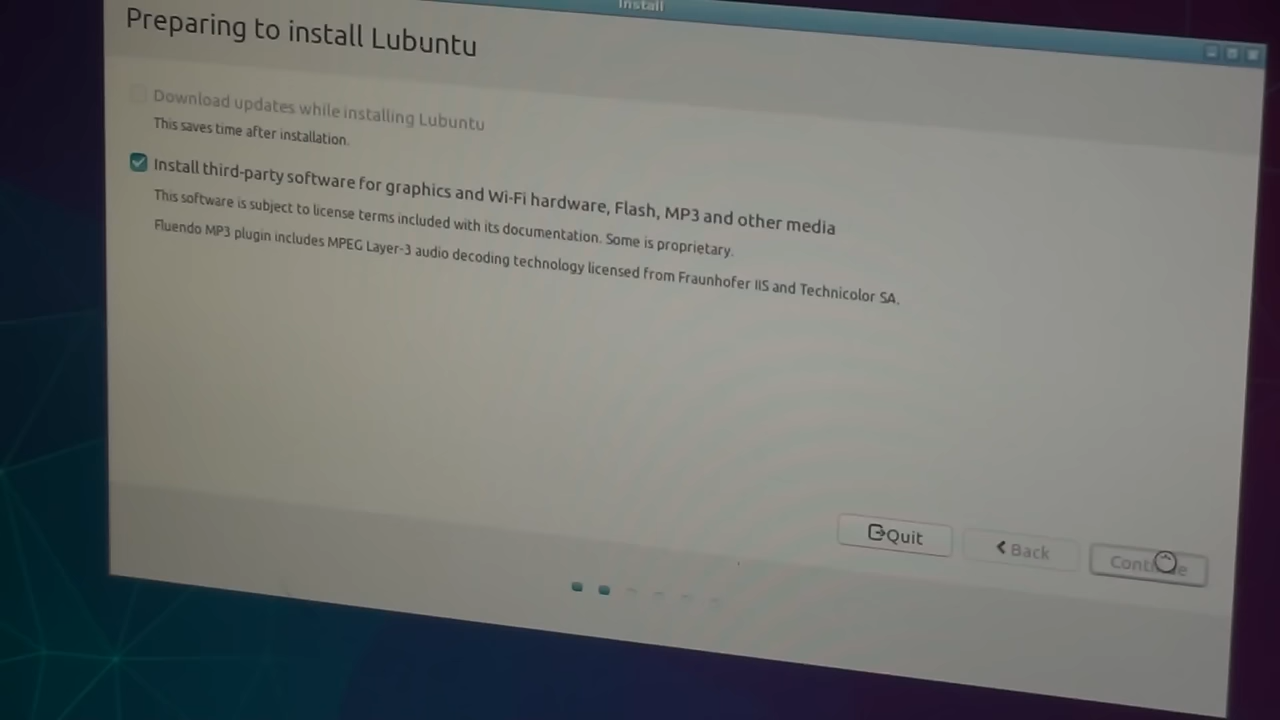 Install
Preparing to install Lubuntu
Download updates while installing Lubuntu
This saves time after installation.
Install third-party software for graphics and Wi-Fi hardware, Flash, MP3 and other media
This software is subject to license terms included with its documentation. Some is proprietary.
Fluendo MP3 plugin includes MPEG Layer-3 audio decoding technology licensed from Fraunhofer IIS and Technicolor SA.
Quit
Back
Continue